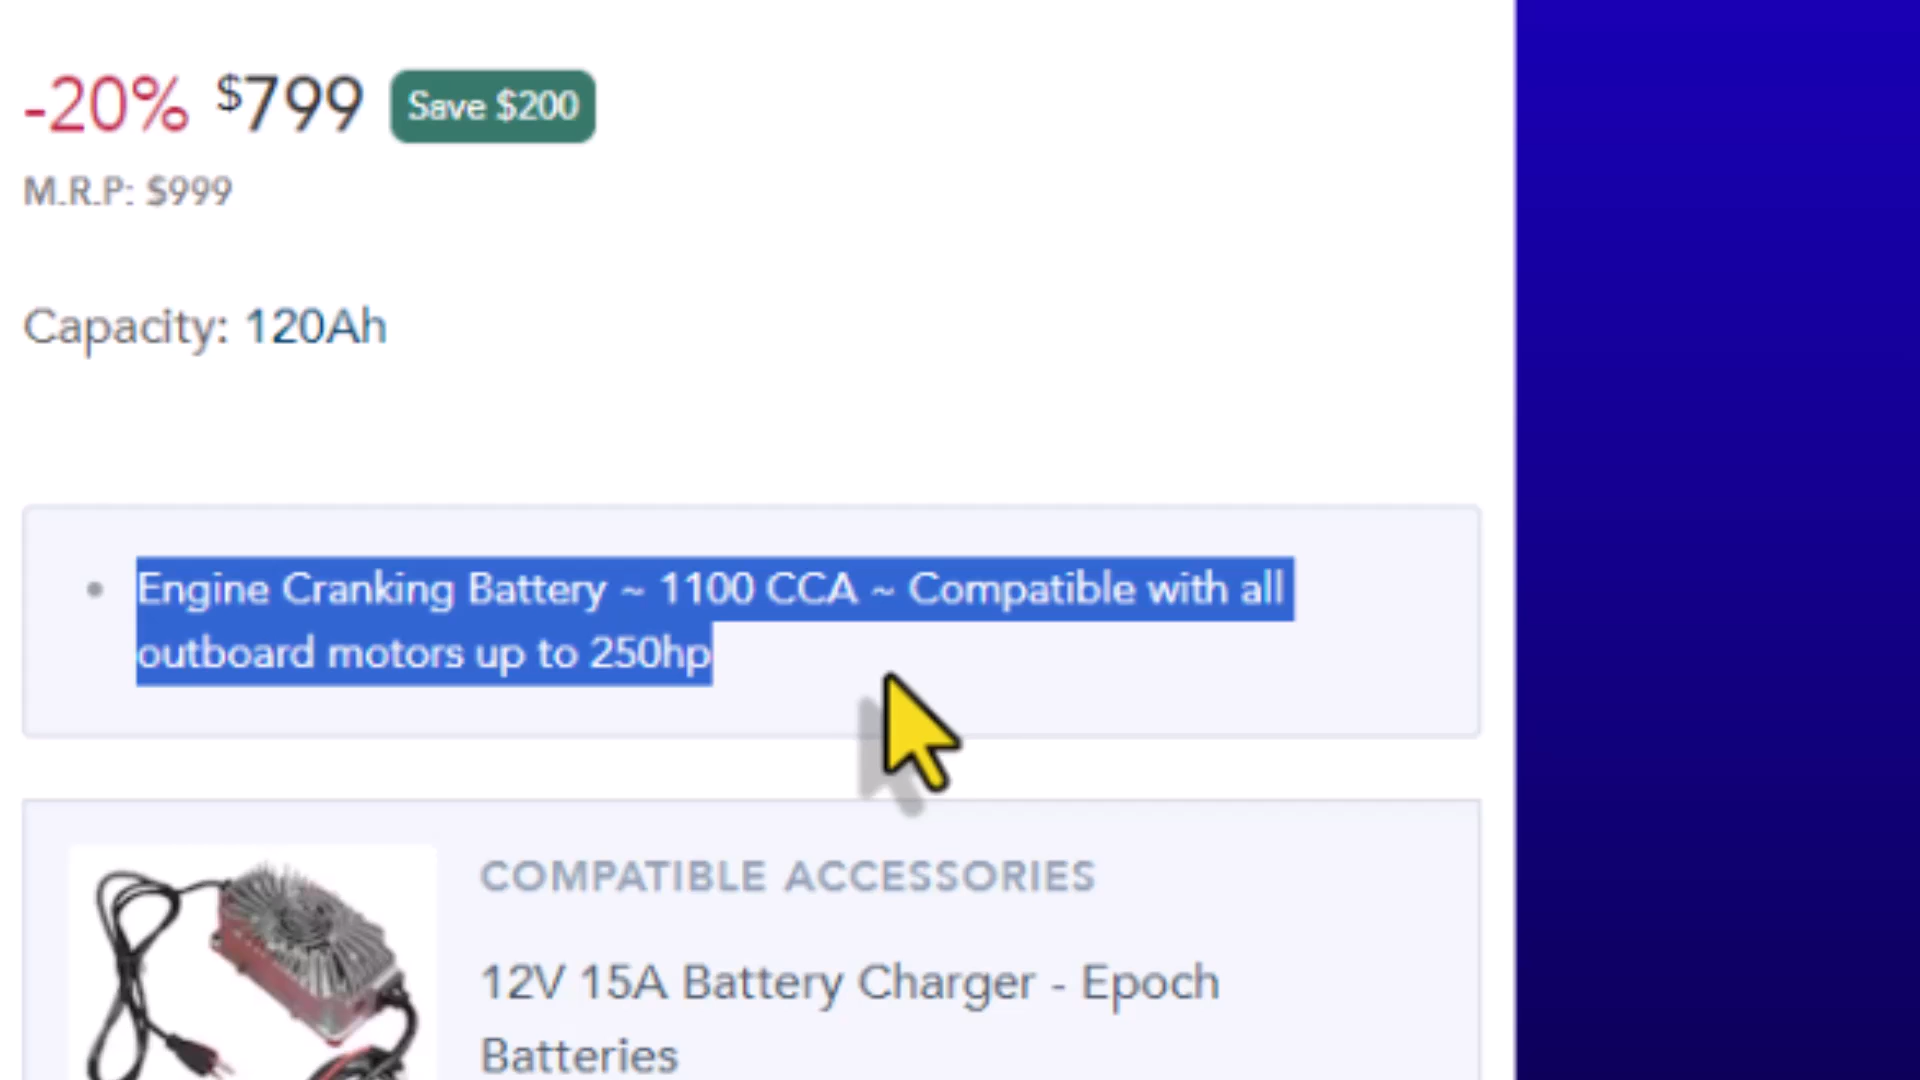 -20% $799 Save $200
M.R.P: $999
Capacity: 120Ah
Engine Cranking Battery ~ 1100 CCA ~ Compatible with all
outboard motors up to 250hp
COMPATIBLE ACCESSORIES
12V 15A Battery Charger - Epoch
Batteries